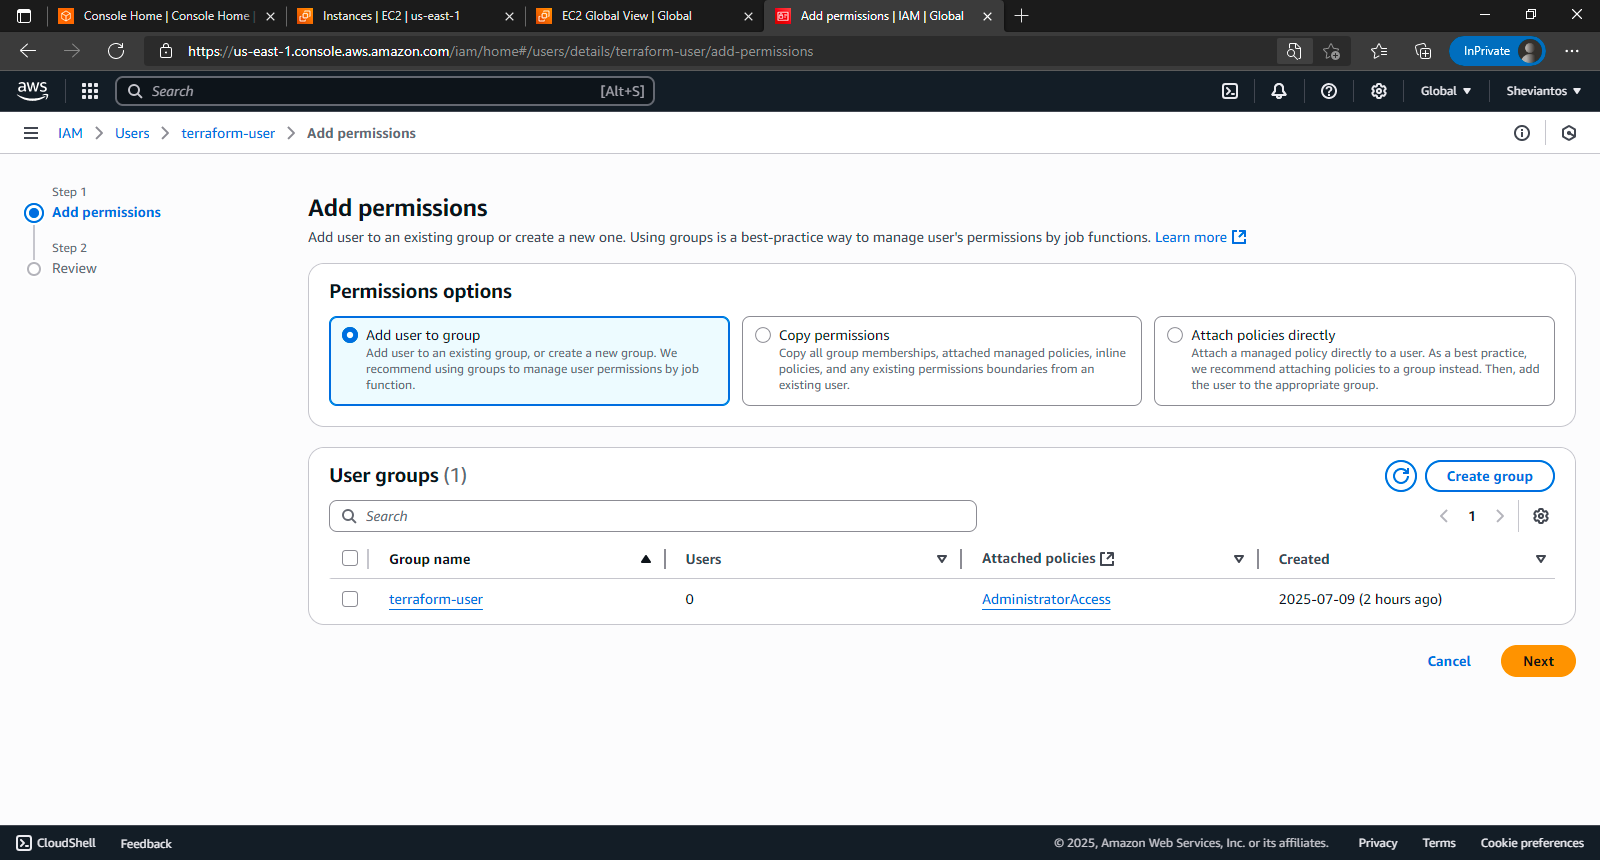 Console Home | Console Home
Instances | EC2 | us-east-1
EC2 Global View | Global
Add permissions | IAM | Global
https://us-east-1.console.aws.amazon.com/iam/home#/users/details/terraform-user/add-permissions
InPrivate
aws
Search
[Alt+S]
Global
Sheviantos
IAM
Users
terraform-user
Add permissions
Step 1
Add permissions
Step 2
Review
Add permissions
Add user to an existing group or create a new one. Using groups is a best-practice way to manage user's permissions by job functions. Learn more
Permissions options
Add user to group
Add user to an existing group, or create a new group. We
recommend using groups to manage user permissions by job
function.
Copy permissions
Copy all group memberships, attached managed policies, inline
policies, and any existing permissions boundaries from an
existing user.
Attach policies directly
Attach a managed policy directly to a user. As a best practice,
we recommend attaching policies to a group instead. Then, add
the user to the appropriate group.
User groups (1)
Create group
Search
1
Group name
Users
Attached policies
Created
terraform-user
0
AdministratorAccess
2025-07-09 (2 hours ago)
Cancel
Next
CloudShell
Feedback
© 2025, Amazon Web Services, Inc. or its affiliates.
Privacy
Terms
Cookie preferences